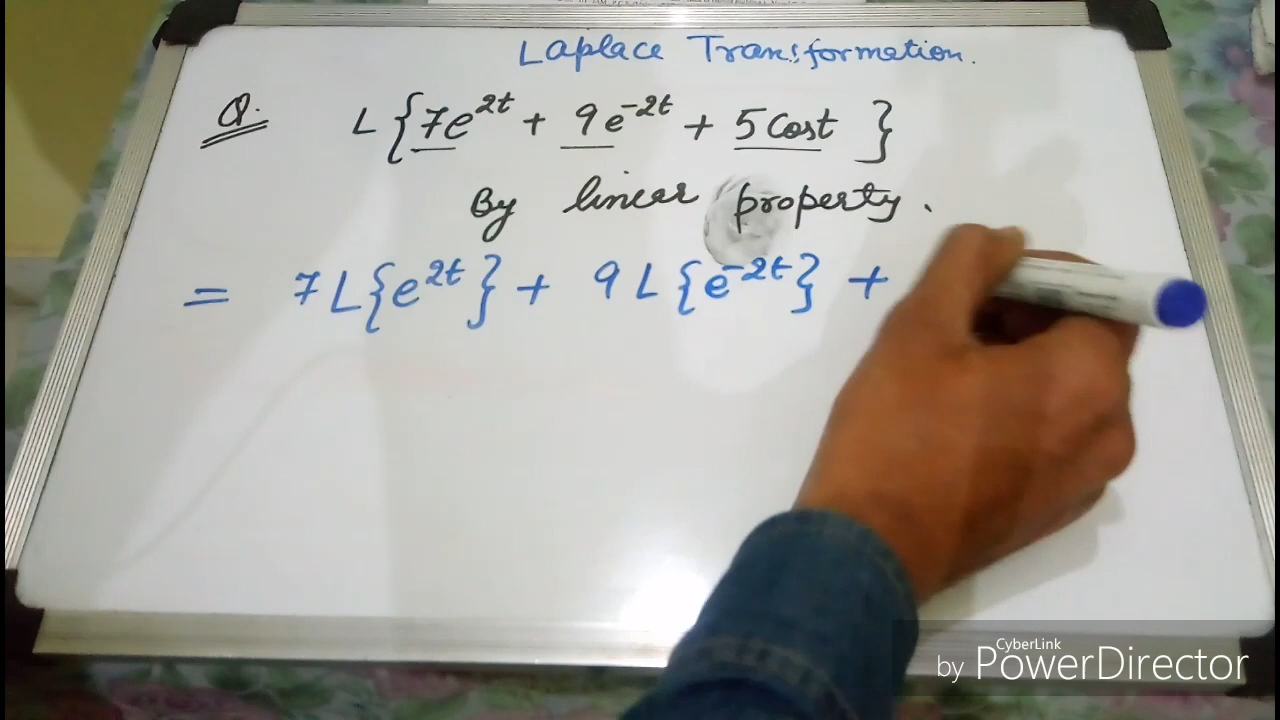 Laplace Transformation.
Q. L{7e^2t + 9e^-2t + 5Cost}
By linear property.
= 7L{e^2t} + 9L{e^-2t} +
CyberLink
by PowerDirector